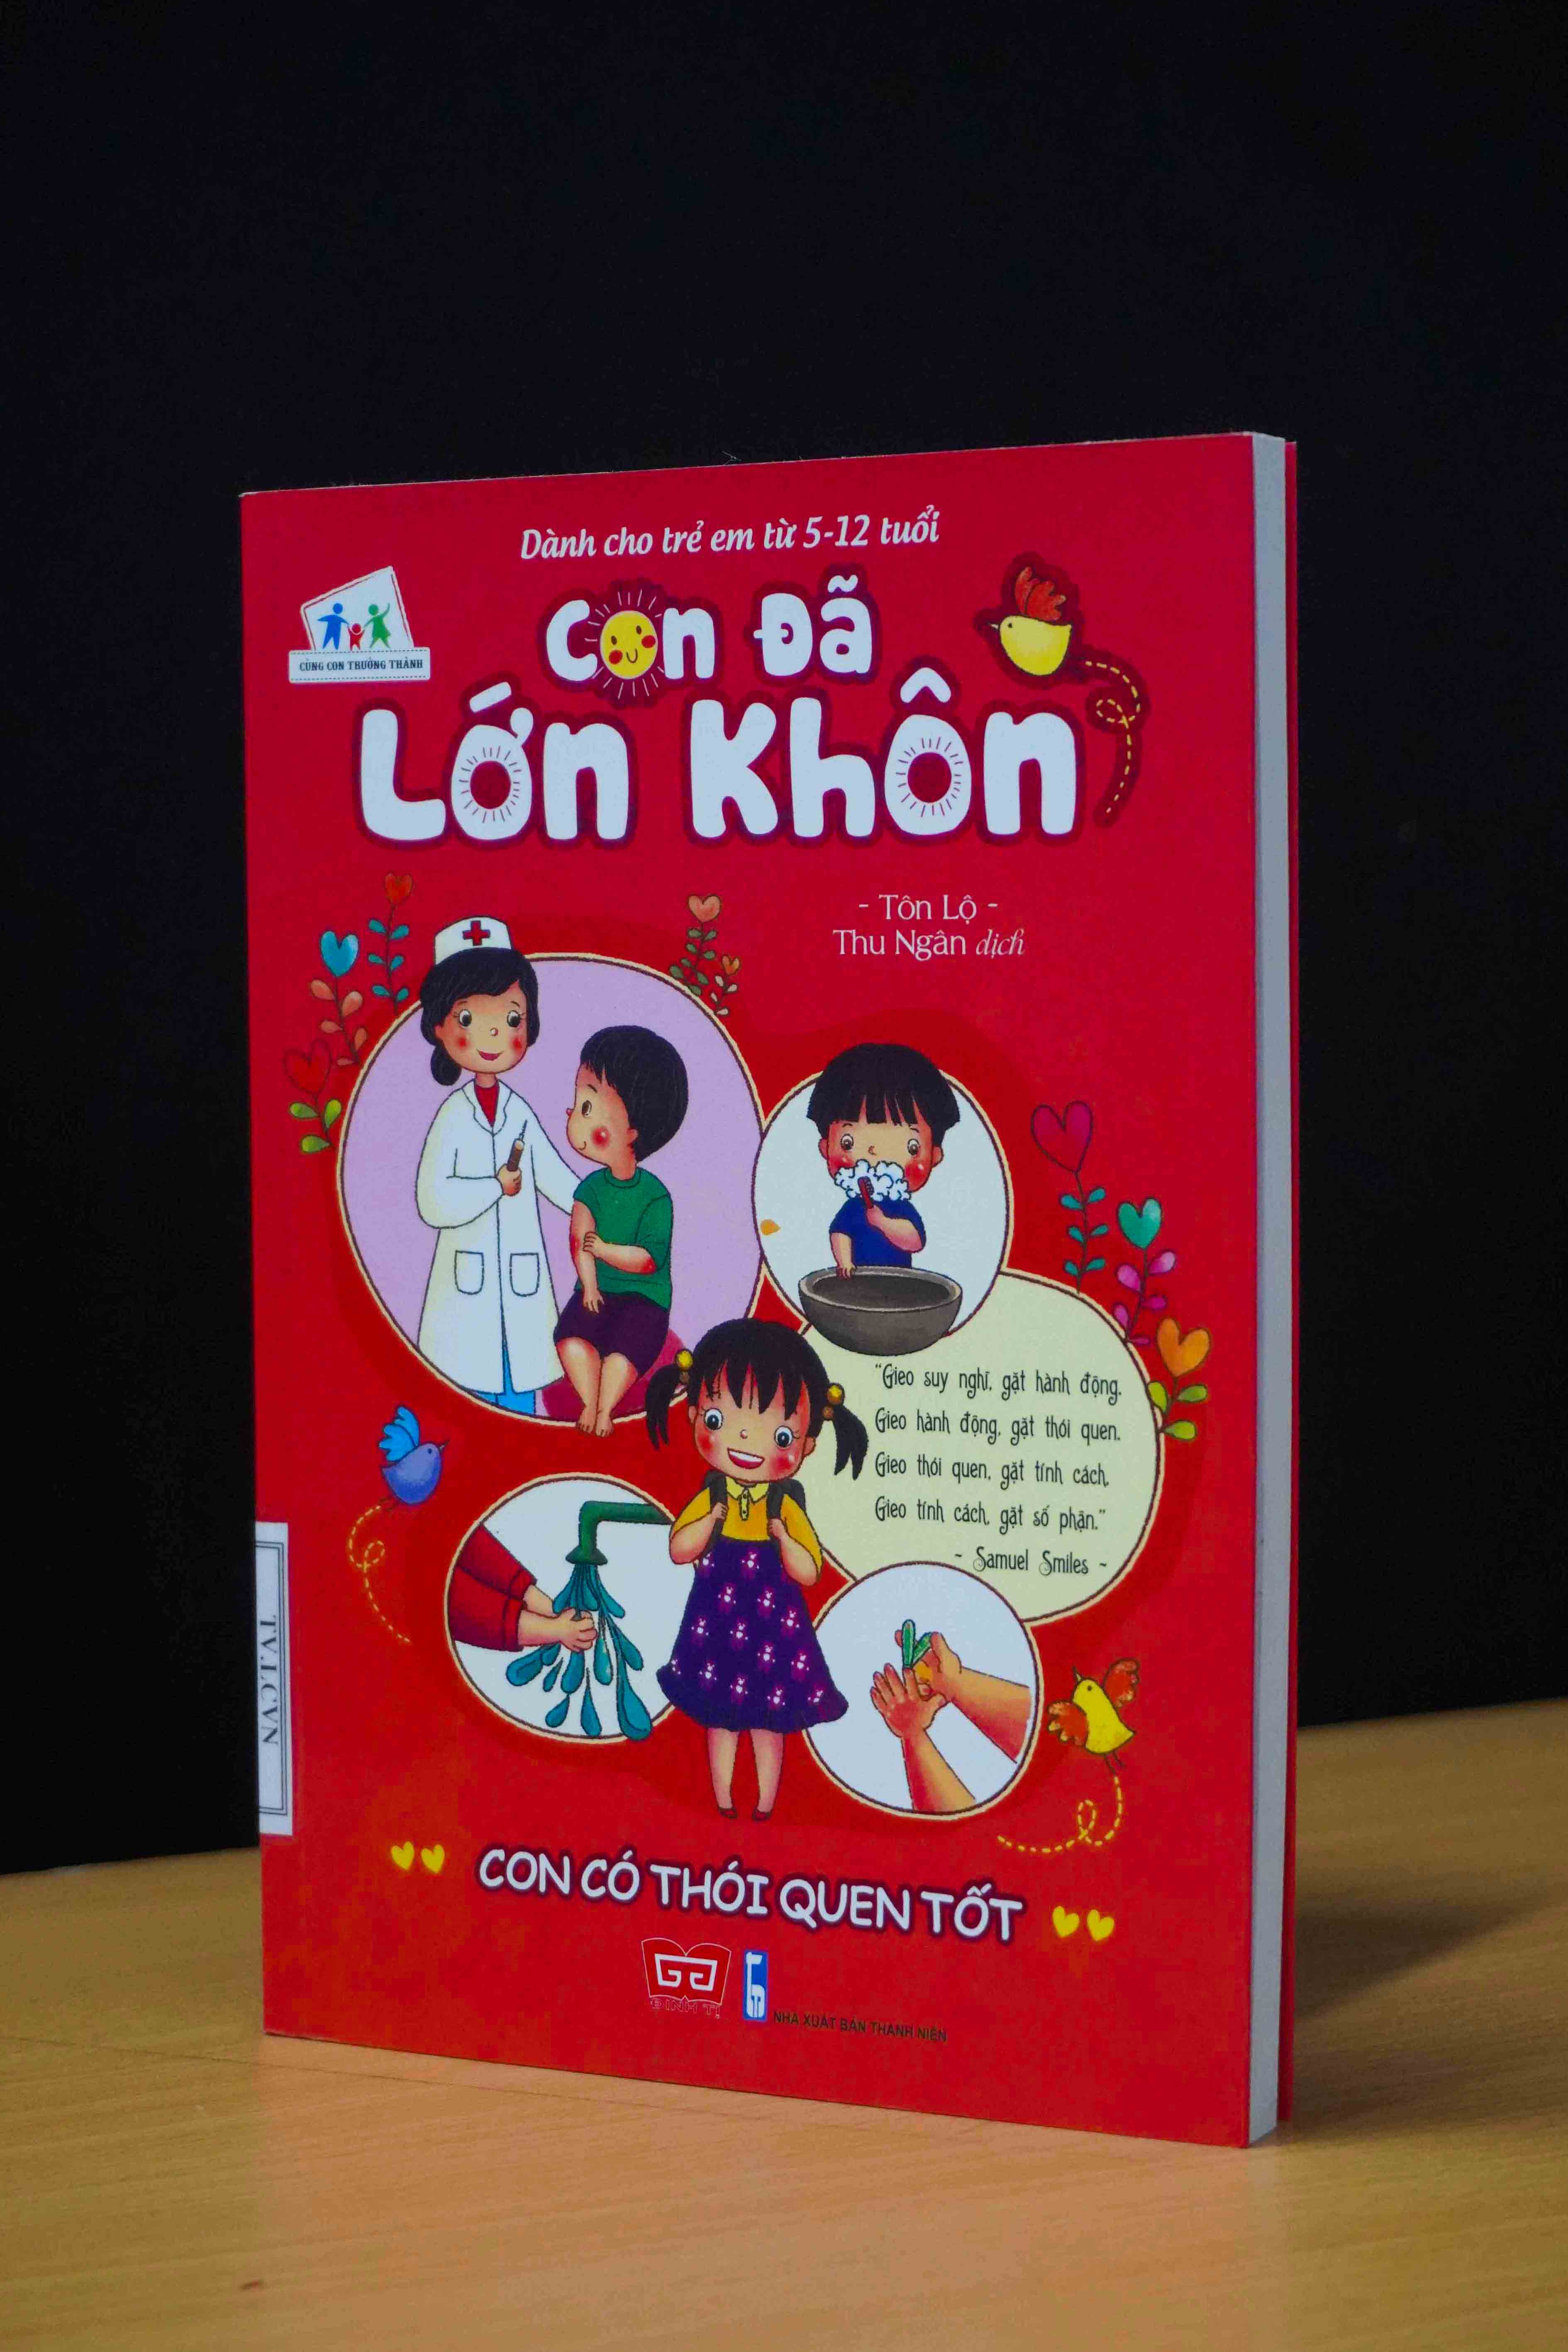 Dành cho trẻ em từ 5-12 tuổi
CÙNG CON TRƯỞNG THÀNH
Con Đã
Lớn Khôn
- Tôn Lộ -
Thu Ngân dịch
"Gieo suy nghĩ, gặt hành động.
Gieo hành động, gặt thói quen.
Gieo thói quen, gặt tính cách.
Gieo tính cách, gặt số phận."
~ Samuel Smiles ~
TV.LCVN
CON CÓ THÓI QUEN TỐT
ĐINH TỊ
NHÀ XUẤT BẢN THANH NIÊN